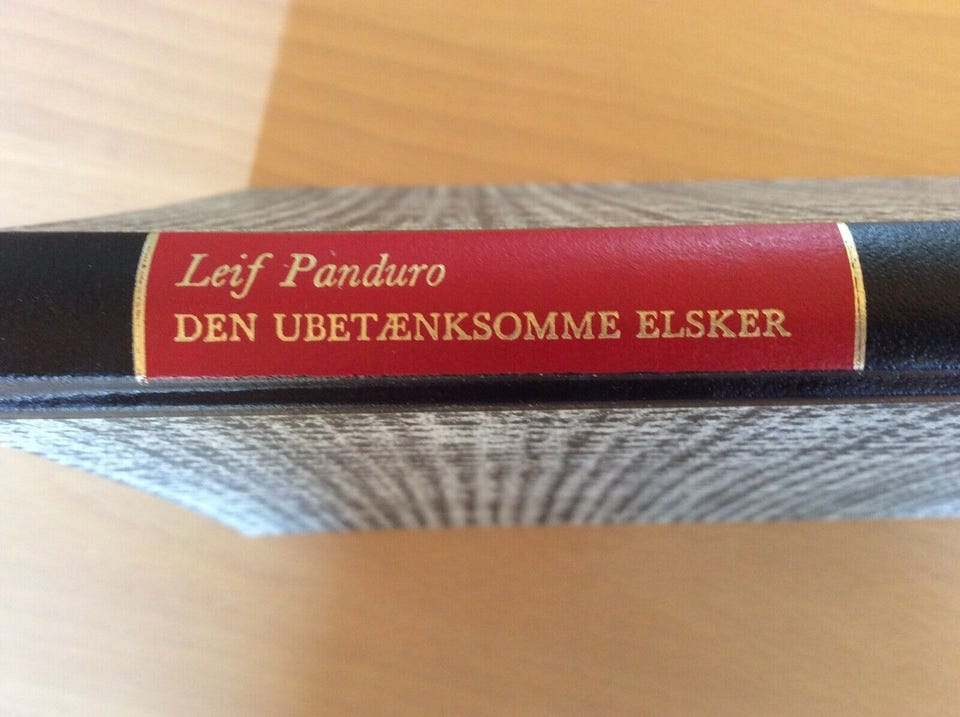 Leif Panduro
DEN UBETÆNKSOMME ELSKER